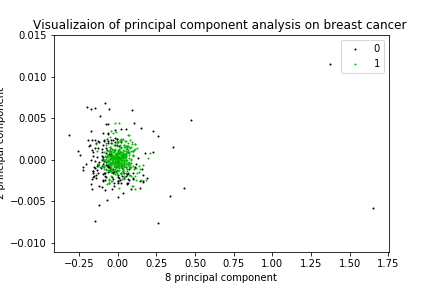 Visualizaion of principal component analysis on breast cancer
0.015
0.010
0.005
0.000
−0.005
−0.010
0
1
−0.25 0.00 0.25 0.50 0.75 1.00 1.25 1.50 1.75
8 principal component
principal component